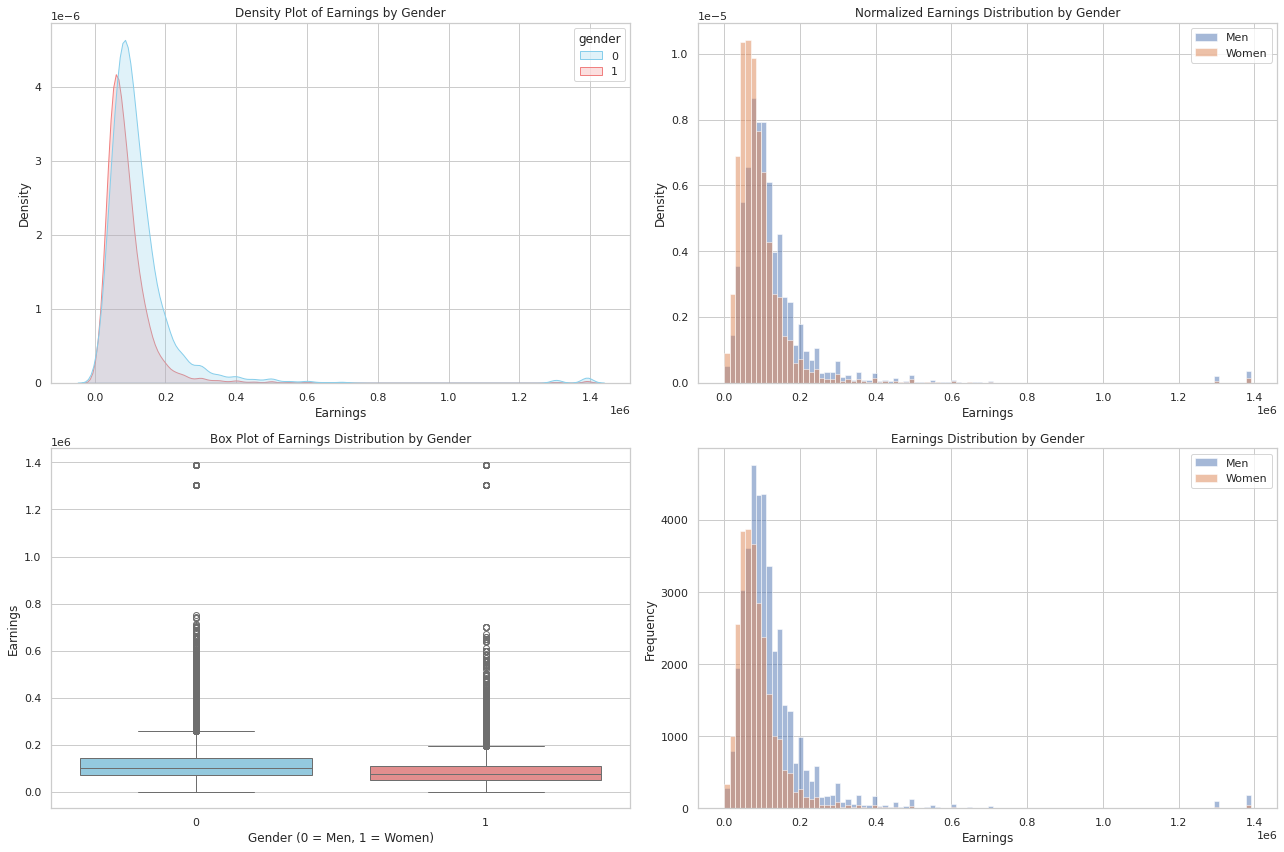 Density Plot of Earnings by Gender
1e−6
gender
0
1
4
3
2
1
0
Density
0.0 0.2 0.4 0.6 0.8 1.0 1.2 1.4
1e6
Earnings
Normalized Earnings Distribution by Gender
1e−5
Men
Women
1.0
0.8
0.6
0.4
0.2
0.0
Density
0.0 0.2 0.4 0.6 0.8 1.0 1.2 1.4
1e6
Earnings
Box Plot of Earnings Distribution by Gender
1e6
1.4
1.2
1.0
0.8
0.6
0.4
0.2
0.0
Earnings
0 1
Gender (0 = Men, 1 = Women)
Earnings Distribution by Gender
Men
Women
4000
3000
2000
1000
0
Frequency
0.0 0.2 0.4 0.6 0.8 1.0 1.2 1.4
1e6
Earnings